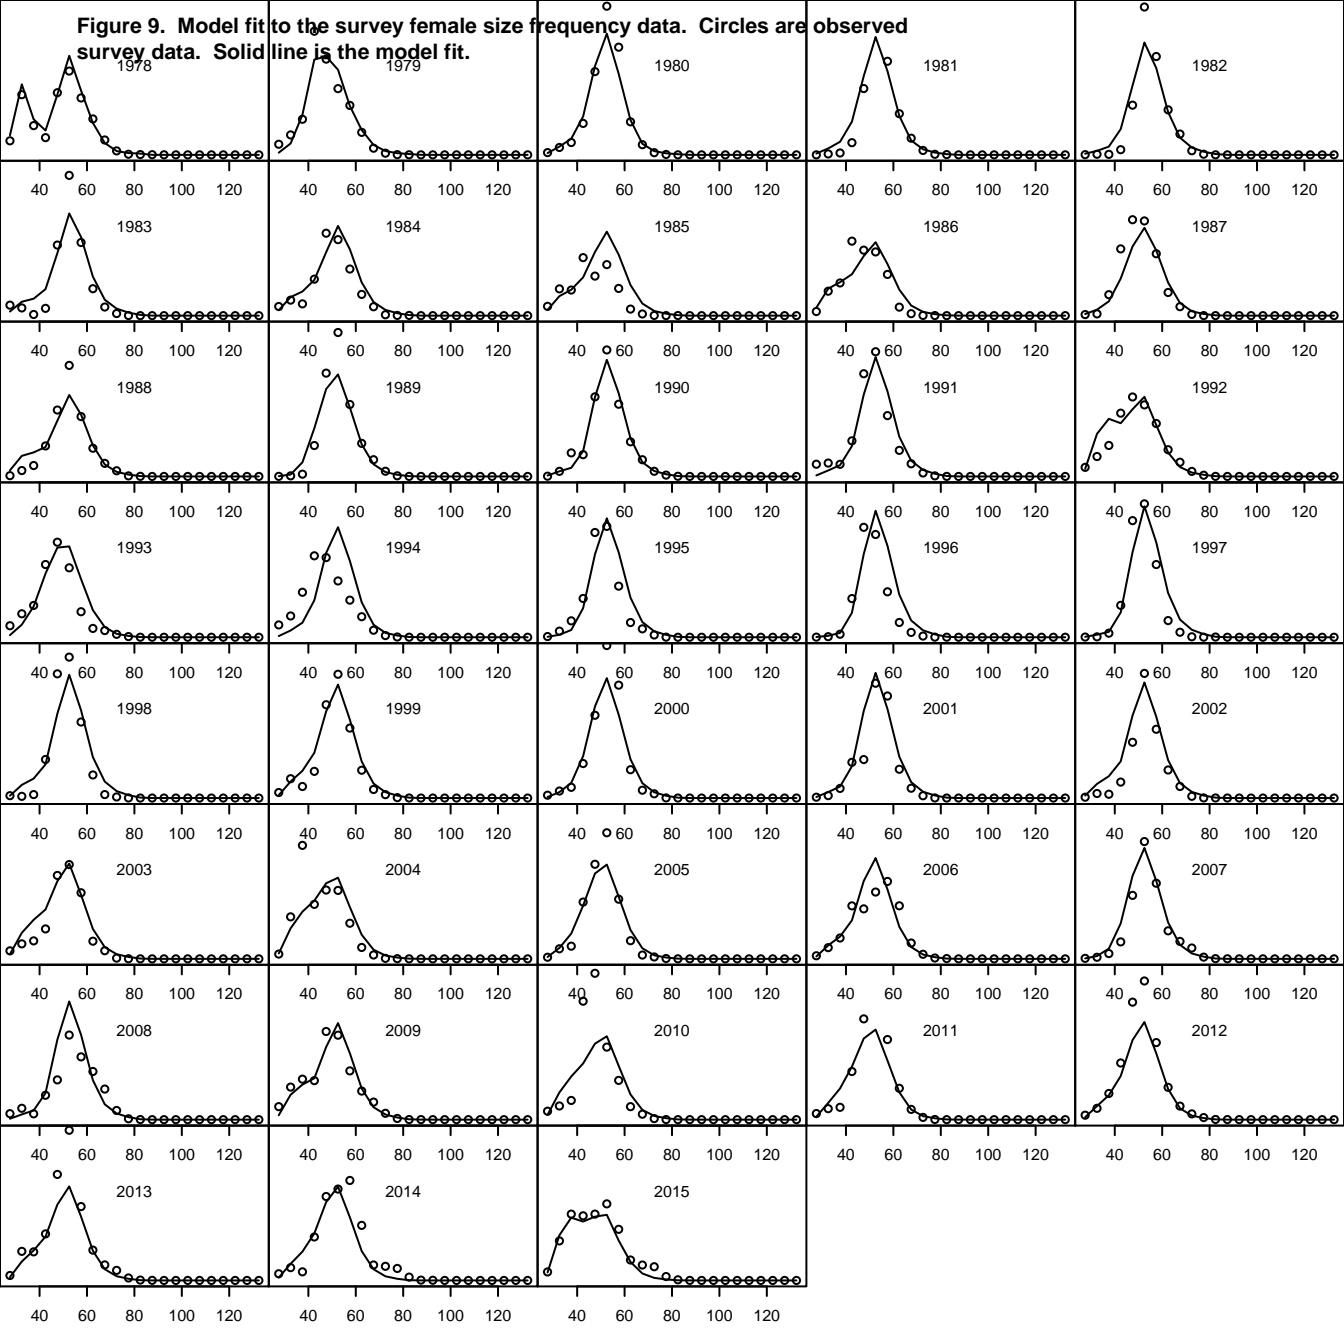 Figure 9.  Model fit to the survey female size frequency data.  Circles are observed
survey data.  Solid line is the model fit.
1978 1979 1980 1981 1982
40 60 80 100 120 40 60 80 100 120 40 60 80 100 120 40 60 80 100 120 40 60 80 100 120
1983 1984 1985 1986 1987
40 60 80 100 120 40 60 80 100 120 40 60 80 100 120 40 60 80 100 120 40 60 80 100 120
1988 1989 1990 1991 1992
40 60 80 100 120 40 60 80 100 120 40 60 80 100 120 40 60 80 100 120 40 60 80 100 120
1993 1994 1995 1996 1997
40 60 80 100 120 40 60 80 100 120 40 60 80 100 120 40 60 80 100 120 40 60 80 100 120
1998 1999 2000 2001 2002
40 60 80 100 120 40 60 80 100 120 40 60 80 100 120 40 60 80 100 120 40 60 80 100 120
2003 2004 2005 2006 2007
40 60 80 100 120 40 60 80 100 120 40 60 80 100 120 40 60 80 100 120 40 60 80 100 120
2008 2009 2010 2011 2012
40 60 80 100 120 40 60 80 100 120 40 60 80 100 120 40 60 80 100 120 40 60 80 100 120
2013 2014 2015
40 60 80 100 120 40 60 80 100 120 40 60 80 100 120